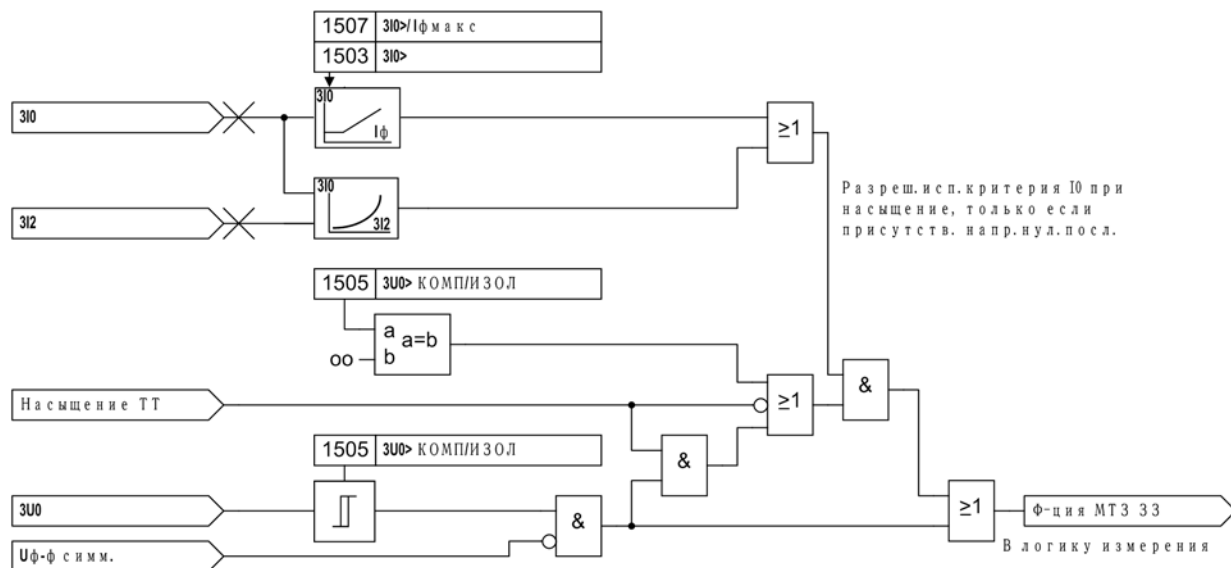 1507 3I0>/Iфмакс
1503 3I0>
3I0
3I0
Iф
≥1
3I2
3I0
3I2
Разреш.исп.критерия I0 при
насыщение, только если
присутств. напр.нул.посл.
1505 3U0> КОМП/ИЗОЛ
a
a=b
oo b
Насыщение ТТ
≥1
&
1505 3U0> КОМП/ИЗОЛ
&
3U0
&
≥1
Ф-ция МТЗ ЗЗ
Uф-ф симм.
В логику измерения